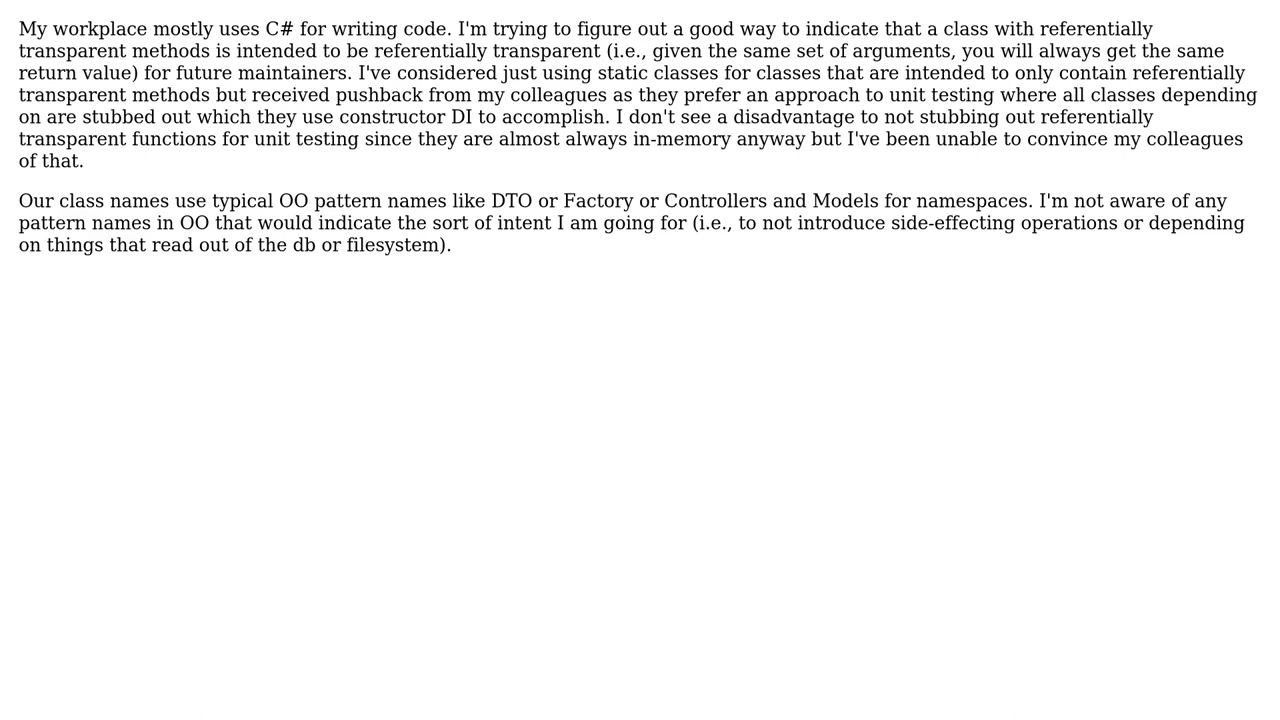 My workplace mostly uses C# for writing code. I'm trying to figure out a good way to indicate that a class with referentially
transparent methods is intended to be referentially transparent (i.e., given the same set of arguments, you will always get the same
return value) for future maintainers. I've considered just using static classes for classes that are intended to only contain referentially
transparent methods but received pushback from my colleagues as they prefer an approach to unit testing where all classes depending
on are stubbed out which they use constructor DI to accomplish. I don't see a disadvantage to not stubbing out referentially
transparent functions for unit testing since they are almost always in-memory anyway but I've been unable to convince my colleagues
of that.
Our class names use typical OO pattern names like DTO or Factory or Controllers and Models for namespaces. I'm not aware of any
pattern names in OO that would indicate the sort of intent I am going for (i.e., to not introduce side-effecting operations or depending
on things that read out of the db or filesystem).